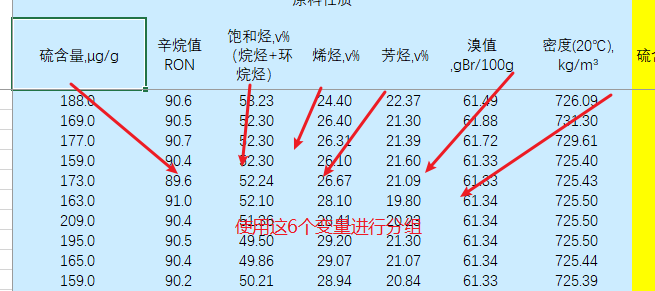 原料性质
硫含量,μg/g 辛烷值 RON 饱和烃,v%（烷烃+环烷烃） 烯烃,v% 芳烃,v% 溴值,gBr/100g 密度(20℃),kg/m³
188.0 90.6 53.23 24.40 22.37 61.49 726.09
169.0 90.5 52.30 26.40 21.30 61.88 731.30
177.0 90.7 52.30 26.31 21.39 61.72 729.61
159.0 90.4 52.30 26.10 21.60 61.33 725.40
173.0 89.6 52.24 26.67 21.09 61.33 725.43
163.0 91.0 52.10 28.10 19.80 61.34 725.50
209.0 90.4 51.36 28.41 20.23 61.34 725.44
195.0 90.5 49.50 29.20 21.30 61.34 725.50
165.0 90.4 49.86 29.07 21.07 61.34 725.44
159.0 90.2 50.21 28.94 20.84 61.33 725.39
使用这6个变量进行分组